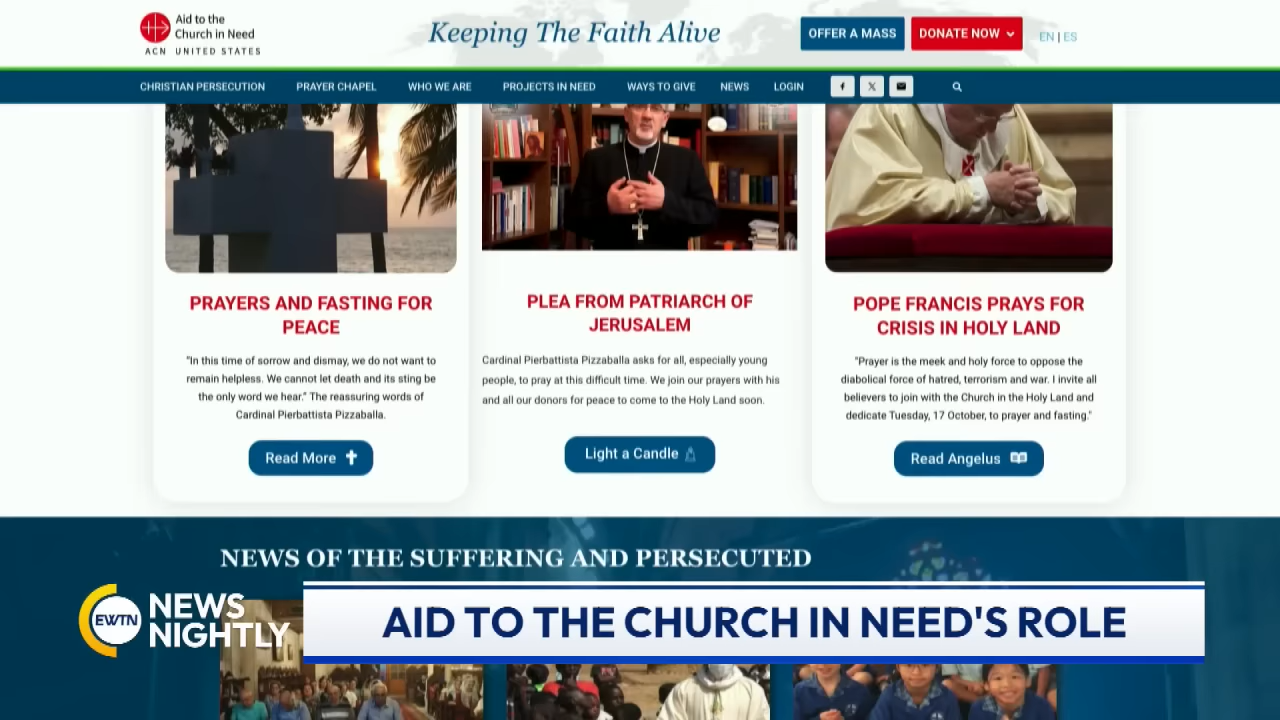 Aid to the
Church in Need
ACN UNITED STATES
Keeping The Faith Alive
OFFER A MASS
DONATE NOW
EN | ES
CHRISTIAN PERSECUTION
PRAYER CHAPEL
WHO WE ARE
PROJECTS IN NEED
WAYS TO GIVE
NEWS
LOGIN
PRAYERS AND FASTING FOR
PEACE
"In this time of sorrow and dismay, we do not want to
remain helpless. We cannot let death and its sting be
the only word we hear." The reassuring words of
Cardinal Pierbattista Pizzaballa.
Read More
PLEA FROM PATRIARCH OF
JERUSALEM
Cardinal Pierbattista Pizzaballa asks for all, especially young
people, to pray at this difficult time. We join our prayers with his
and all our donors for peace to come to the Holy Land soon.
Light a Candle
POPE FRANCIS PRAYS FOR
CRISIS IN HOLY LAND
"Prayer is the meek and holy force to oppose the
diabolical force of hatred, terrorism and war. I invite all
believers to join with the Church in the Holy Land and
dedicate Tuesday, 17 October, to prayer and fasting."
Read Angelus
NEWS OF THE SUFFERING AND PERSECUTED
EWTN
NEWS
NIGHTLY
AID TO THE CHURCH IN NEED'S ROLE